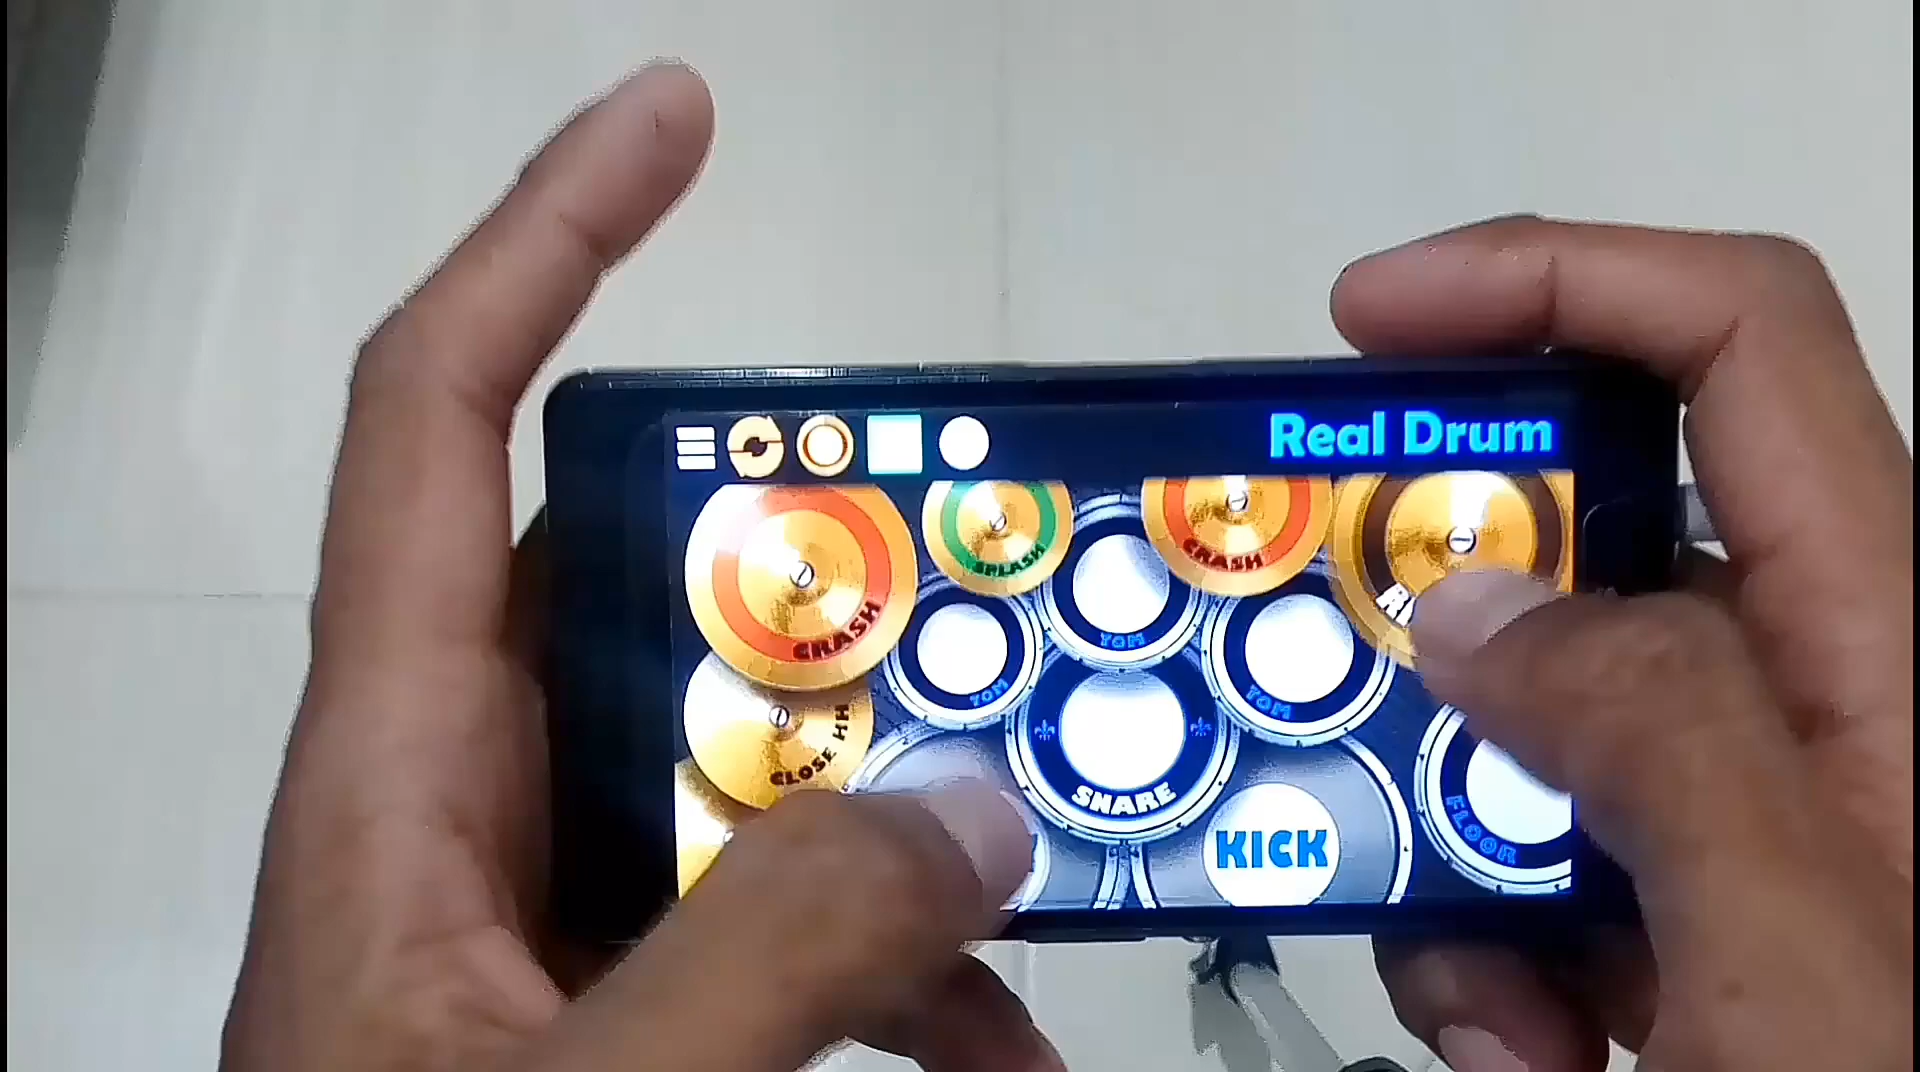 Real Drum
CRASH
SPLASH
CRASH
TOM
TOM
TOM
CLOSE HH
SNARE
KICK
FLOOR